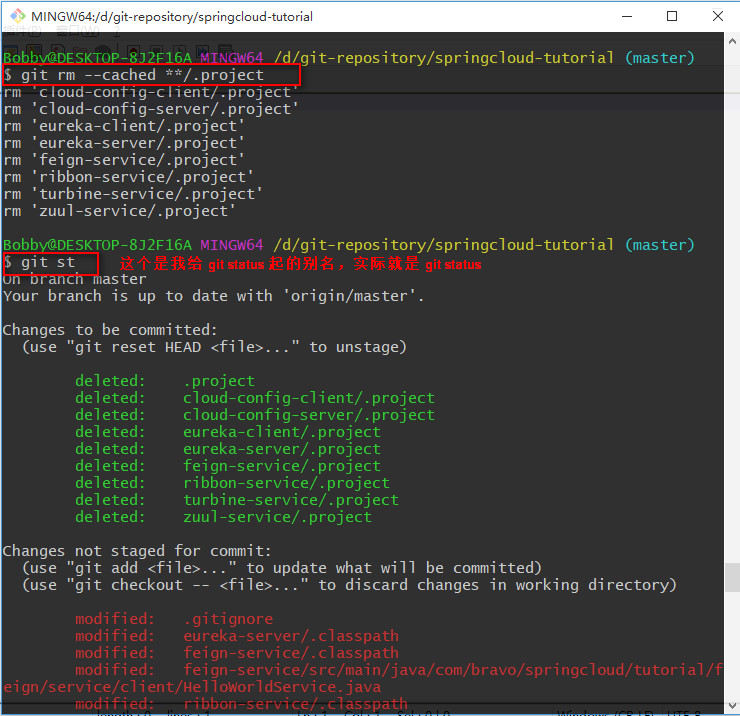 MINGW64:/d/git-repository/springcloud-tutorial
Bobby@DESKTOP-8J2F16A MINGW64 /d/git-repository/springcloud-tutorial (master)
$ git rm --cached **/.project
rm 'cloud-config-client/.project'
rm 'cloud-config-server/.project'
rm 'eureka-client/.project'
rm 'eureka-server/.project'
rm 'feign-service/.project'
rm 'ribbon-service/.project'
rm 'turbine-service/.project'
rm 'zuul-service/.project'
Bobby@DESKTOP-8J2F16A MINGW64 /d/git-repository/springcloud-tutorial (master)
$ git st 这个是我给 git status 起的别名，实际就是 git status
On branch master
Your branch is up to date with 'origin/master'.
Changes to be committed:
(use "git reset HEAD <file>..." to unstage)
deleted: .project
deleted: cloud-config-client/.project
deleted: cloud-config-server/.project
deleted: eureka-client/.project
deleted: eureka-server/.project
deleted: feign-service/.project
deleted: ribbon-service/.project
deleted: turbine-service/.project
deleted: zuul-service/.project
Changes not staged for commit:
(use "git add <file>..." to update what will be committed)
(use "git checkout -- <file>..." to discard changes in working directory)
modified: .gitignore
modified: eureka-server/.classpath
modified: feign-service/.classpath
modified: feign-service/src/main/java/com/bravo/springcloud/tutorial/f
eign/service/client/HelloWorldService.java
modified: ribbon-service/.classpath